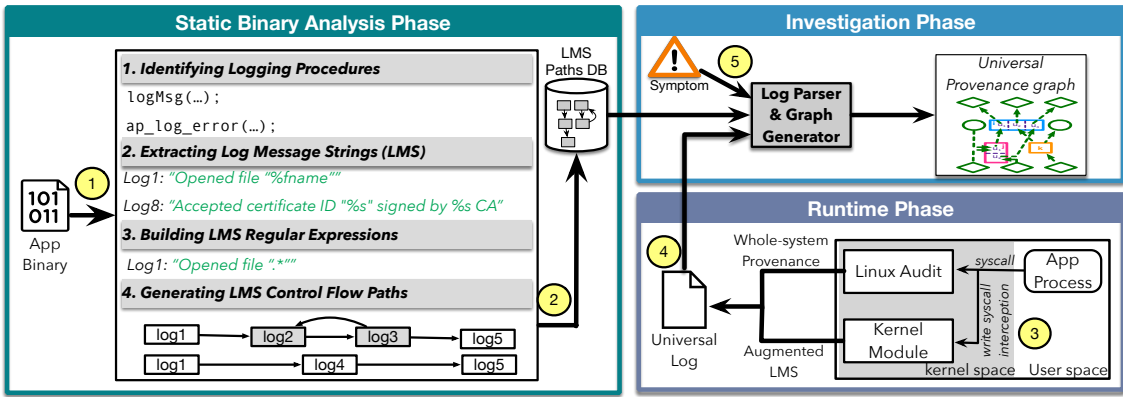 Static Binary Analysis Phase
101
011
App
Binary
1
1. Identifying Logging Procedures
logMsg(…);
ap_log_error(…);
2. Extracting Log Message Strings (LMS)
Log1: “Opened file “%fname””
Log8: “Accepted certificate ID "%s" signed by %s CA”
3. Building LMS Regular Expressions
Log1: “Opened file “.*””
4. Generating LMS Control Flow Paths
log1
log2
log3
log5
log1
log4
log5
2
LMS
Paths DB
Investigation Phase
Symptom
5
Log Parser
& Graph
Generator
Universal
Provenance graph
Runtime Phase
4
Universal
Log
Whole-system
Provenance
Augmented
LMS
Linux Audit
Kernel
Module
syscall
write syscall
interception
App
Process
3
kernel space
User space